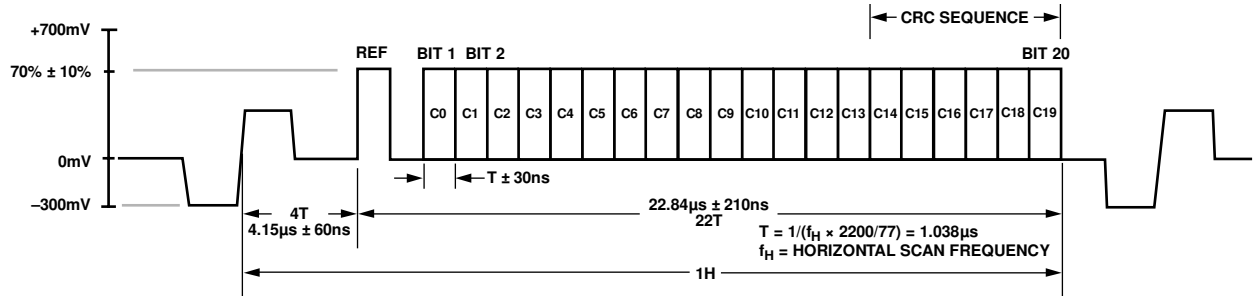 CRC SEQUENCE
+700mV
REF
BIT 1 BIT 2
BIT 20
70% ± 10%
C0 C1 C2 C3 C4 C5 C6 C7 C8 C9 C10 C11 C12 C13 C14 C15 C16 C17 C18 C19
0mV
T ± 30ns
–300mV
4T
4.15µs ± 60ns
22.84µs ± 210ns
22T
T = 1/(fH × 2200/77) = 1.038µs
fH = HORIZONTAL SCAN FREQUENCY
1H